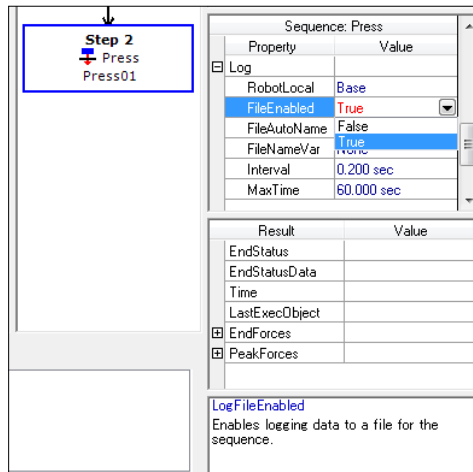 Step 2
Press
Press01
Sequence: Press
Property Value
Log
RobotLocal Base
FileEnabled True
FileAutoName False
True
FileNameVar
Interval 0.200 sec
MaxTime 60.000 sec
Result Value
EndStatus
EndStatusData
Time
LastExecObject
EndForces
PeakForces
LogFileEnabled
Enables logging data to a file for the
sequence.